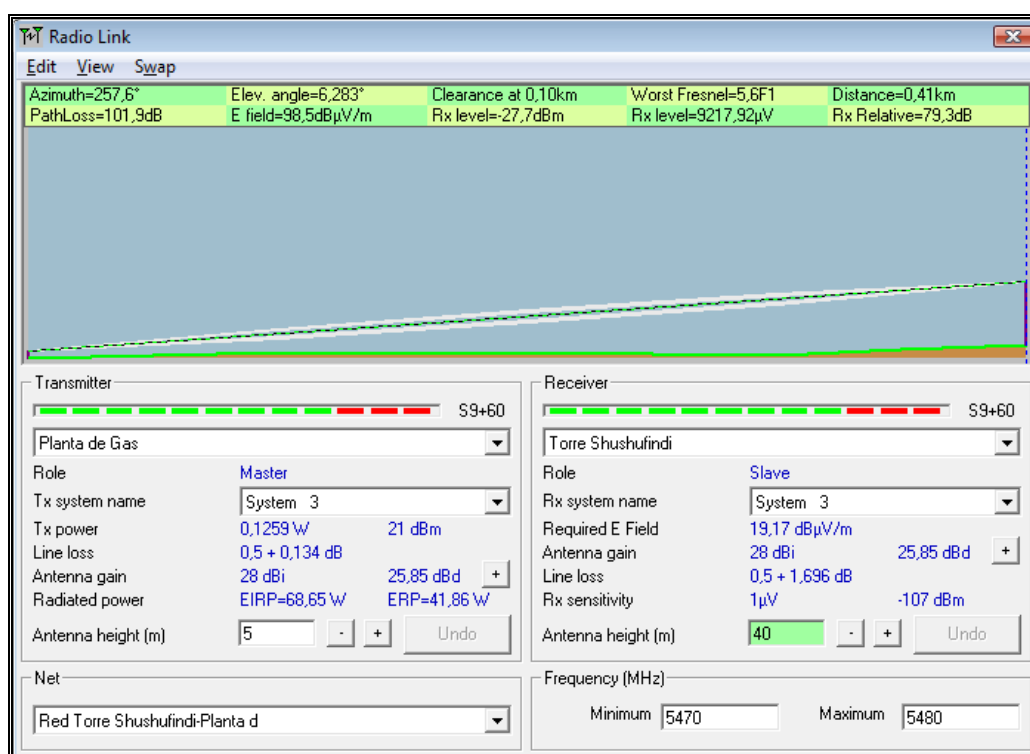 Radio Link
Edit View Swap
Azimuth=257,6° Elev. angle=6,283° Clearance at 0,10km Worst Fresnel=5,6F1 Distance=0,41km
PathLoss=101,9dB E field=98,5dBµV/m Rx level=-27,7dBm Rx level=9217,92µV Rx Relative=79,3dB
Transmitter
S9+60
Planta de Gas
Role Master
Tx system name System 3
Tx power 0,1259 W 21 dBm
Line loss 0,5 + 0,134 dB
Antenna gain 28 dBi 25,85 dBd +
Radiated power EIRP=68,65 W ERP=41,86 W
Antenna height (m) 5 - + Undo
Net
Red Torre Shushufindi-Planta d
Receiver
S9+60
Torre Shushufindi
Role Slave
Rx system name System 3
Required E Field 19,17 dBµV/m
Antenna gain 28 dBi 25,85 dBd +
Line loss 0,5 + 1,696 dB
Rx sensitivity 1µV -107 dBm
Antenna height (m) 40 - + Undo
Frequency (MHz)
Minimum 5470 Maximum 5480